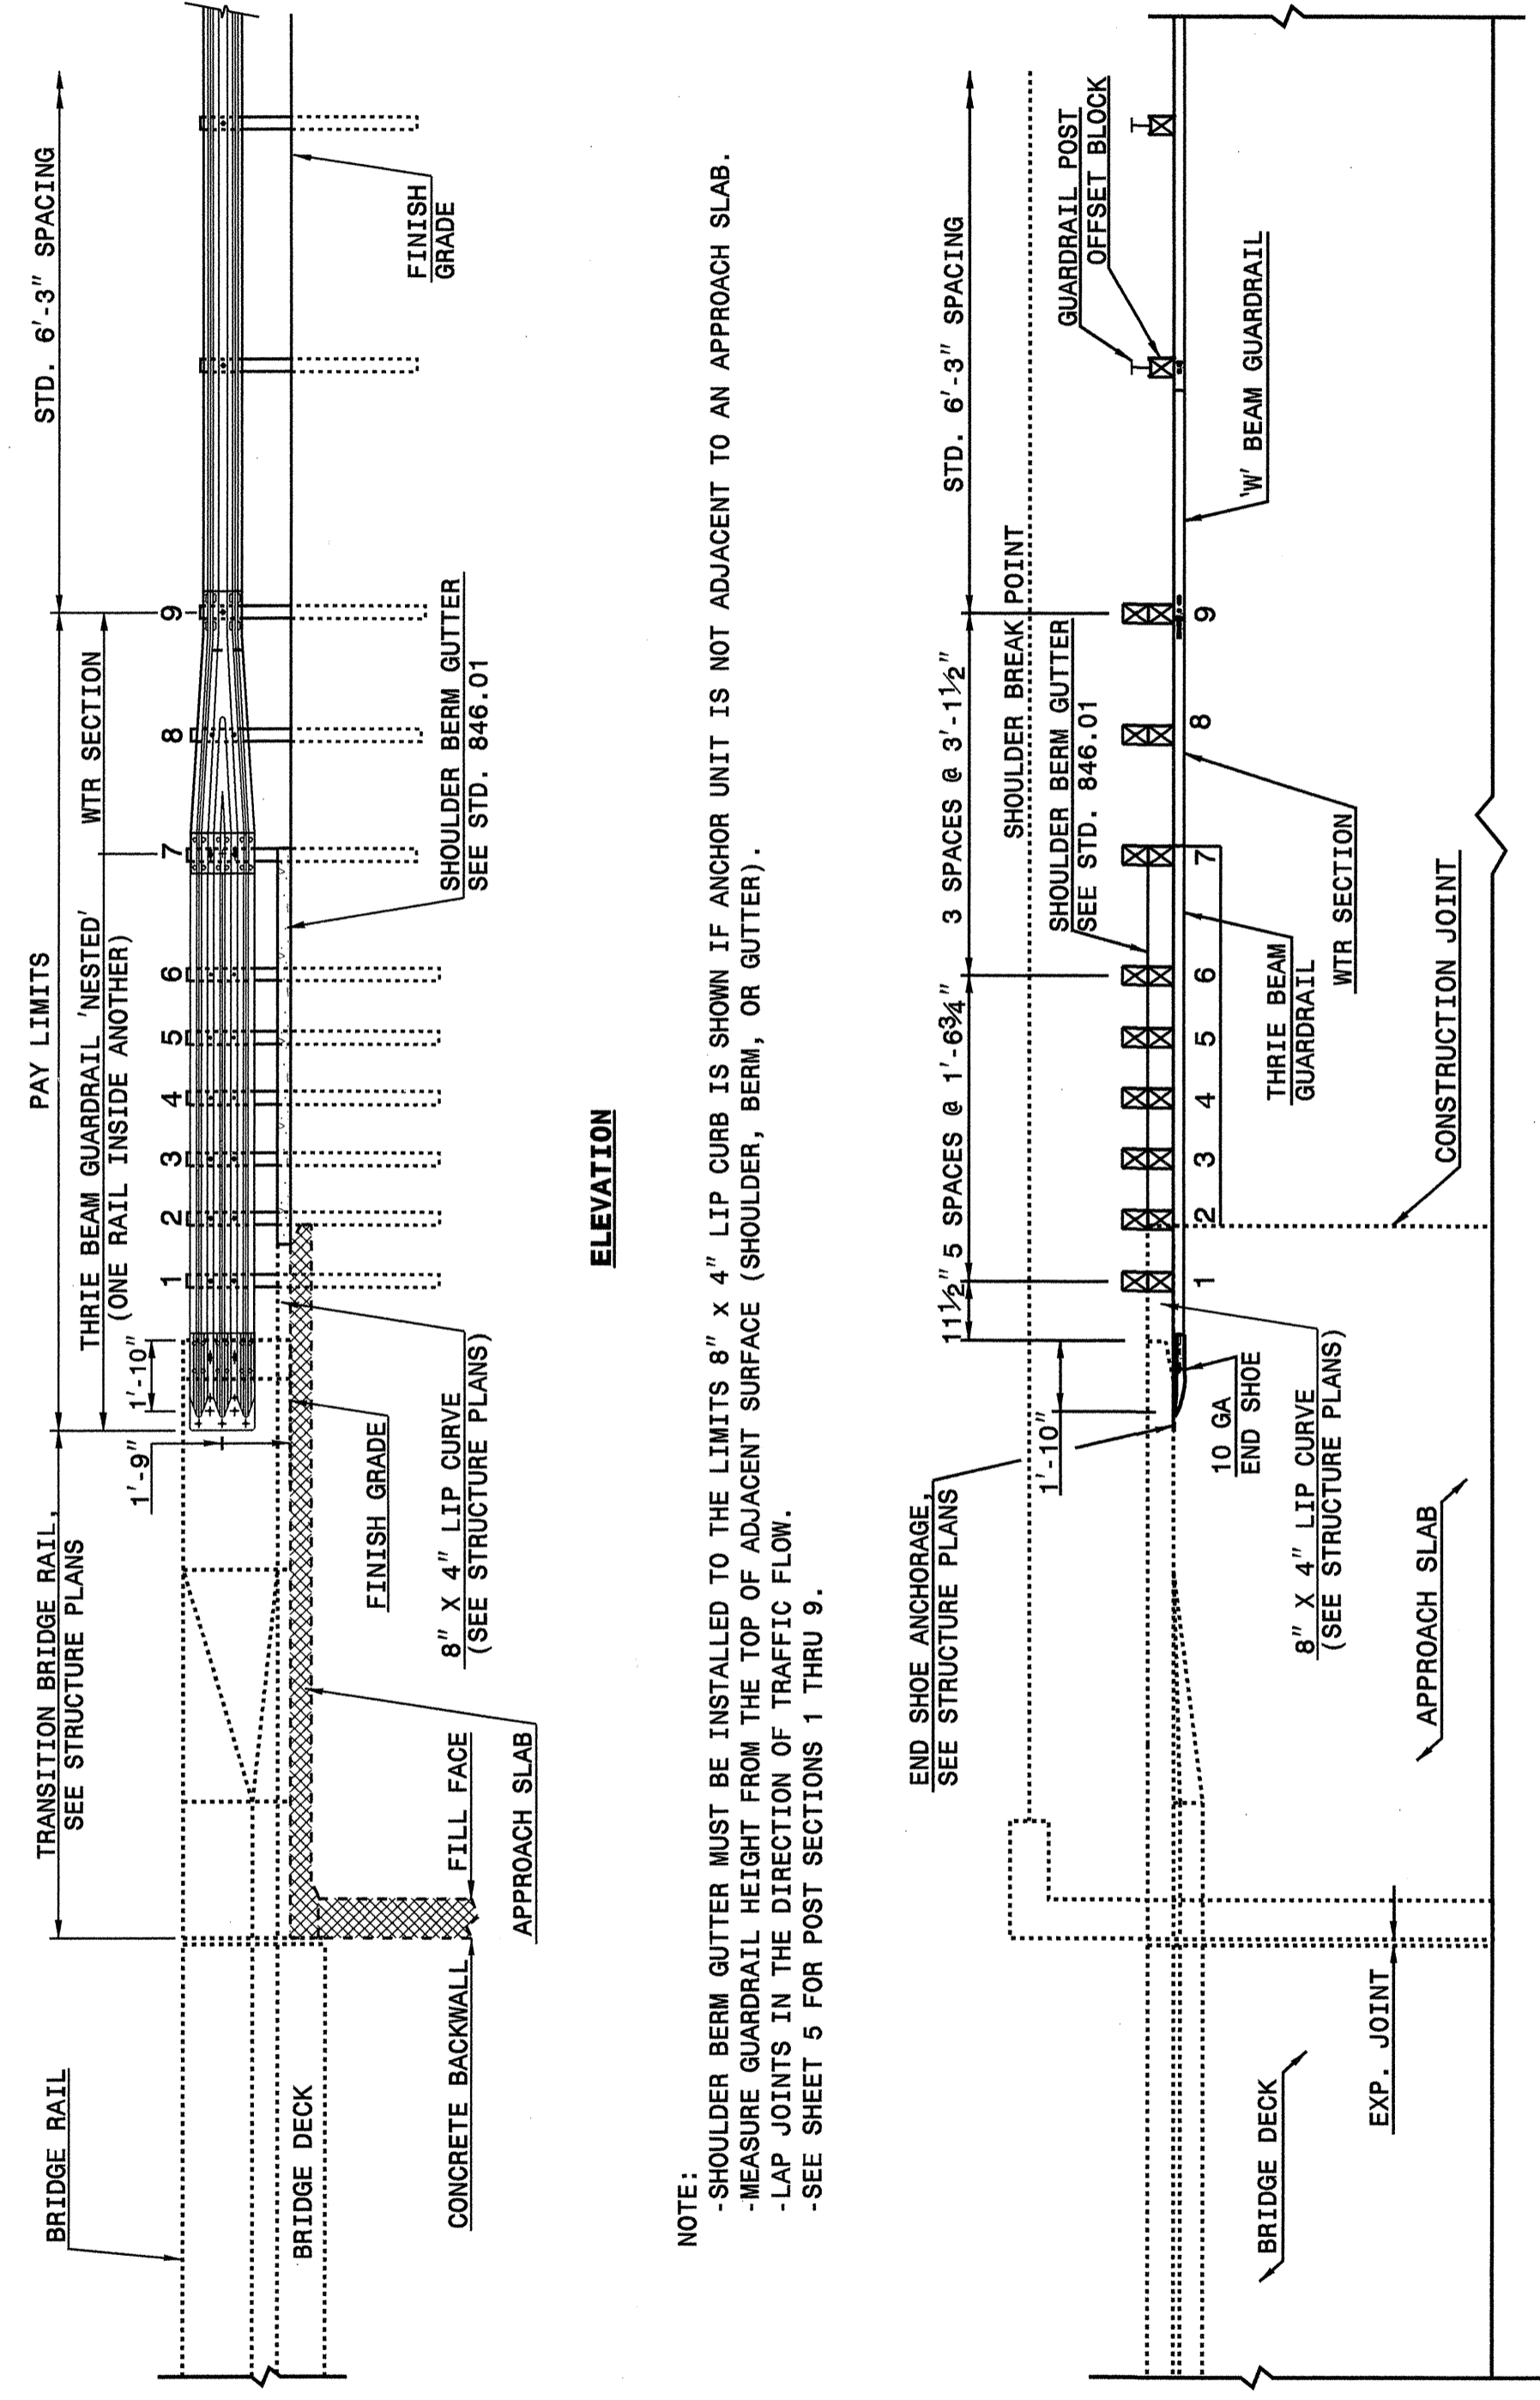 BRIDGE RAIL
TRANSITION BRIDGE RAIL,
SEE STRUCTURE PLANS
PAY LIMITS
STD. 6'-3" SPACING
THRIE BEAM GUARDRAIL 'NESTED'
(ONE RAIL INSIDE ANOTHER)
WTR SECTION
1'-10"
1'-9"
1
2
3
4
5
6
7
8
9
BRIDGE DECK
FINISH GRADE
FINISH
GRADE
CONCRETE BACKWALL
FILL FACE
8" X 4" LIP CURVE
(SEE STRUCTURE PLANS)
SHOULDER BERM GUTTER
SEE STD. 846.01
APPROACH SLAB
ELEVATION
NOTE:
-SHOULDER BERM GUTTER MUST BE INSTALLED TO THE LIMITS 8" x 4" LIP CURB IS SHOWN IF ANCHOR UNIT IS NOT ADJACENT TO AN APPROACH SLAB.
-MEASURE GUARDRAIL HEIGHT FROM THE TOP OF ADJACENT SURFACE (SHOULDER, BERM, OR GUTTER).
-LAP JOINTS IN THE DIRECTION OF TRAFFIC FLOW.
-SEE SHEET 5 FOR POST SECTIONS 1 THRU 9.
END SHOE ANCHORAGE,
SEE STRUCTURE PLANS
11½"
5 SPACES @ 1'-6¾"
3 SPACES @ 3'-1½"
STD. 6'-3" SPACING
SHOULDER BREAK POINT
1'-10"
SHOULDER BERM GUTTER
SEE STD. 846.01
GUARDRAIL POST
OFFSET BLOCK
1
2
3
4
5
6
7
8
9
10 GA
END SHOE
THRIE BEAM
GUARDRAIL
'W' BEAM GUARDRAIL
8" X 4" LIP CURVE
(SEE STRUCTURE PLANS)
WTR SECTION
BRIDGE DECK
EXP. JOINT
APPROACH SLAB
CONSTRUCTION JOINT